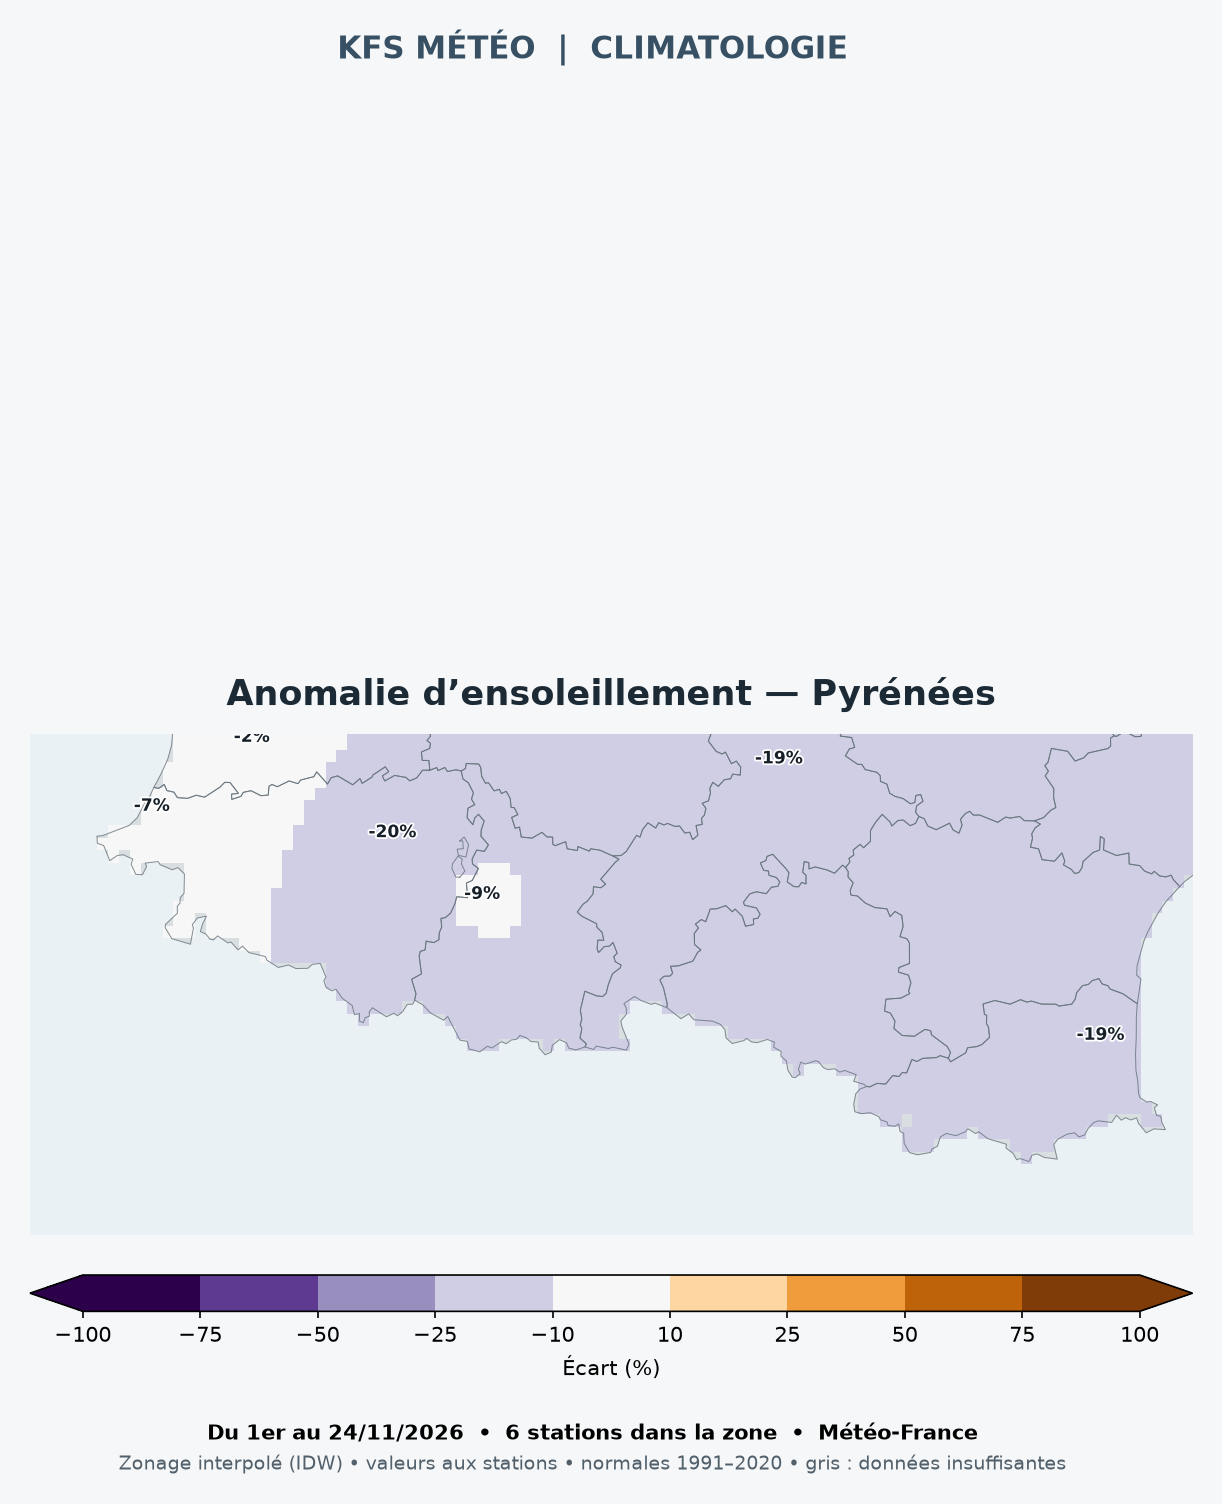 KFS MÉTÉO | CLIMATOLOGIE
Anomalie d’ensoleillement — Pyrénées
-2%
-19%
-7%
-20%
-9%
-19%
−100 −75 −50 −25 −10 10 25 50 75 100
Écart (%)
Du 1er au 24/11/2026 • 6 stations dans la zone • Météo-France
Zonage interpolé (IDW) • valeurs aux stations • normales 1991–2020 • gris : données insuffisantes